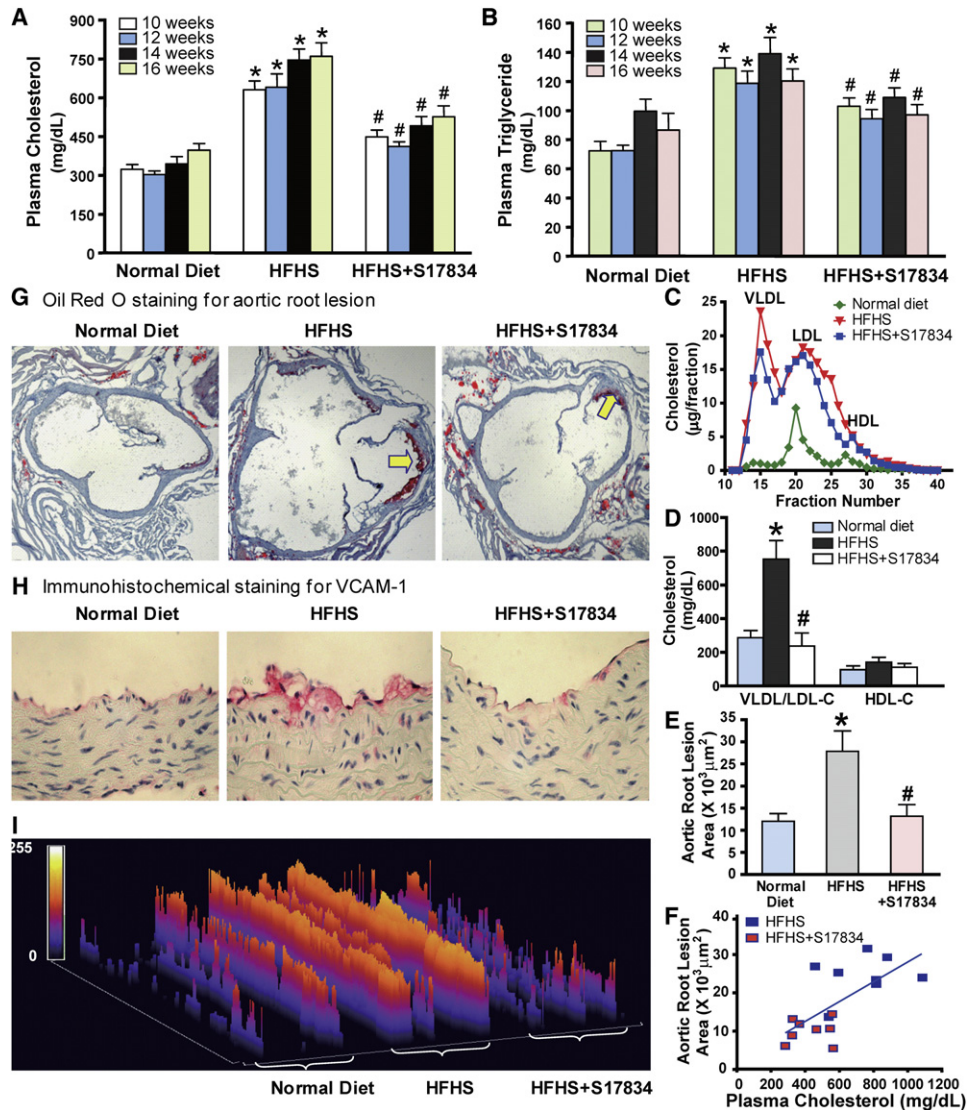 A
Plasma Cholesterol
(mg/dL)
900
750
600
450
300
150
0
10 weeks
12 weeks
14 weeks
16 weeks
* * * *
# # # #
Normal Diet HFHS HFHS+S17834
B
Plasma Triglyceride
(mg/dL)
160
140
120
100
80
60
40
20
0
10 weeks
12 weeks
14 weeks
16 weeks
* * * *
# # # #
Normal Diet HFHS HFHS+S17834
G Oil Red O staining for aortic root lesion
Normal Diet HFHS HFHS+S17834
C
Cholesterol
(µg/fraction)
25
20
15
10
5
0
VLDL
LDL
HDL
Normal diet
HFHS
HFHS+S17834
10 15 20 25 30 35 40
Fraction Number
H Immunohistochemical staining for VCAM-1
Normal Diet HFHS HFHS+S17834
D
Cholesterol
(mg/dL)
1000
800
600
400
200
0
Normal diet
HFHS
HFHS+S17834
*
#
VLDL/LDL-C HDL-C
E
Aortic Root Lesion
Area (X 10³µm²)
35
30
25
20
15
10
5
0
*
#
Normal
Diet
HFHS
HFHS
+S17834
I
255
0
Normal Diet HFHS HFHS+S17834
F
Aortic Root Lesion
Area (X 10³µm²)
40
30
20
10
0
HFHS
HFHS+S17834
0 200 400 600 800 1000 1200
Plasma Cholesterol (mg/dL)